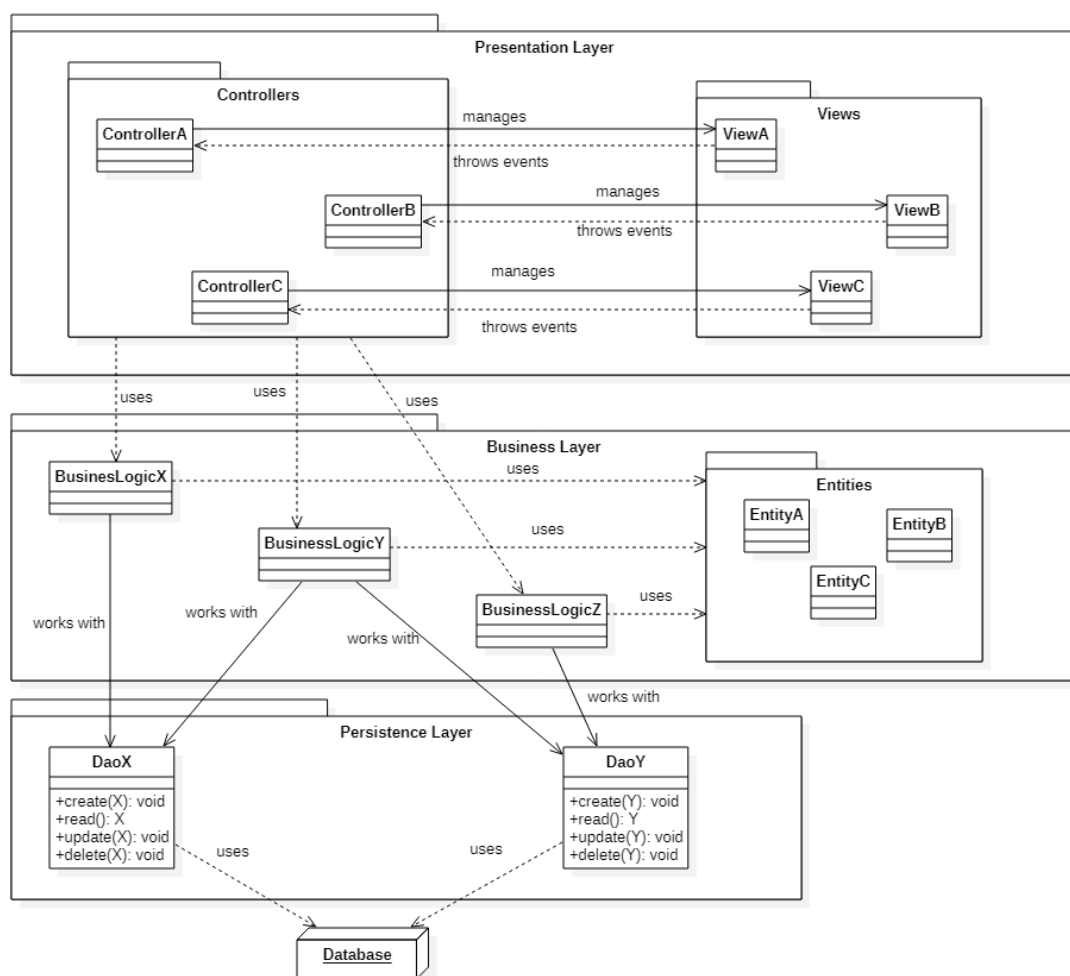 Presentation Layer
Controllers
Views
ControllerA
manages
ViewA
throws events
ControllerB
manages
ViewB
throws events
ControllerC
manages
ViewC
throws events
uses
uses
uses
Business Layer
BusinesLogicX
uses
Entities
EntityA
EntityB
BusinessLogicY
uses
EntityC
BusinessLogicZ
uses
works with
works with
works with
works with
Persistence Layer
DaoX
+create(X): void
+read(): X
+update(X): void
+delete(X): void
DaoY
+create(Y): void
+read(): Y
+update(Y): void
+delete(Y): void
uses
uses
Database